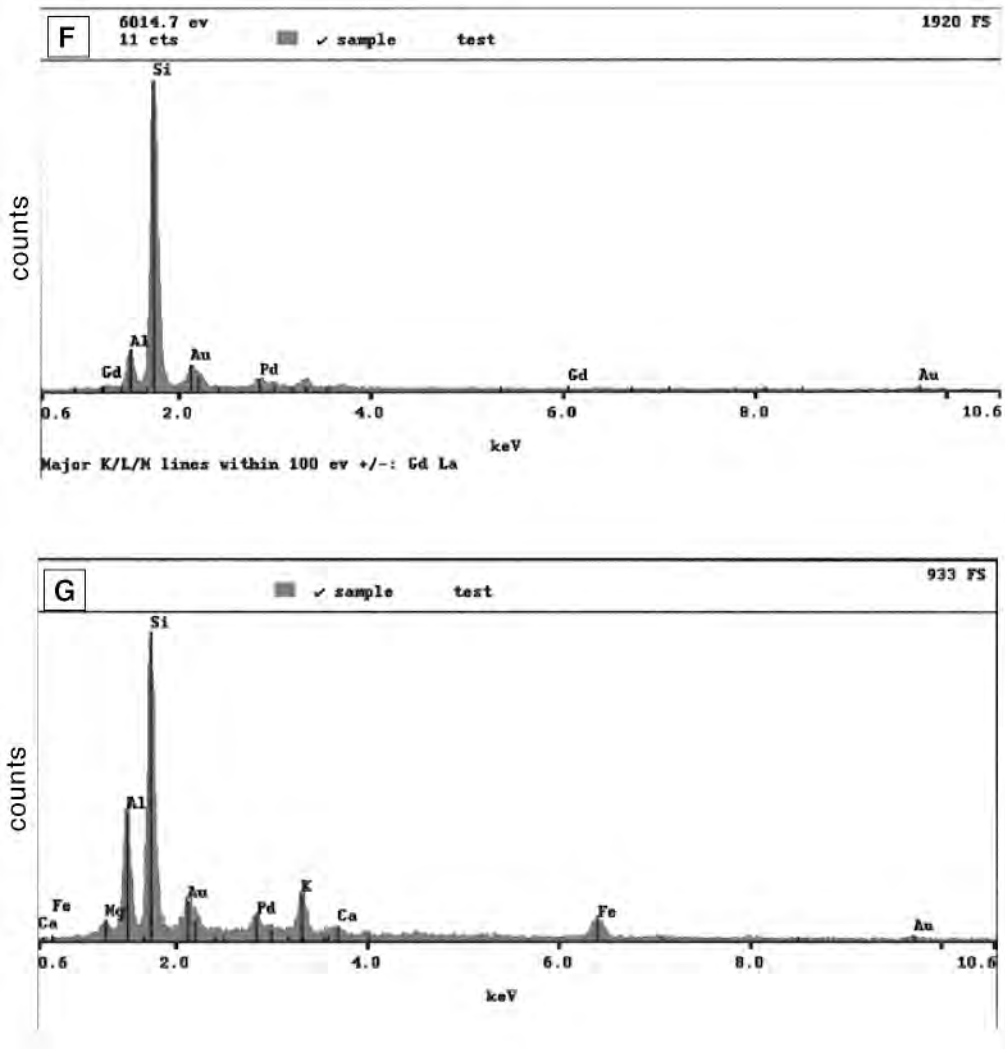 F
6014.7 ev 1920 FS
11 cts ✓ sample test
Si
Al
Au
Gd
Pd
Gd
Au
counts
0.6 2.0 4.0 6.0 8.0 10.6
keV
Major K/L/M lines within 100 ev +/-: Gd La
G
933 FS
✓ sample test
Si
Al
K
Au
Fe
Mg
Pd
Ca
Fe
Ca
Au
counts
0.6 2.0 4.0 6.0 8.0 10.6
keV